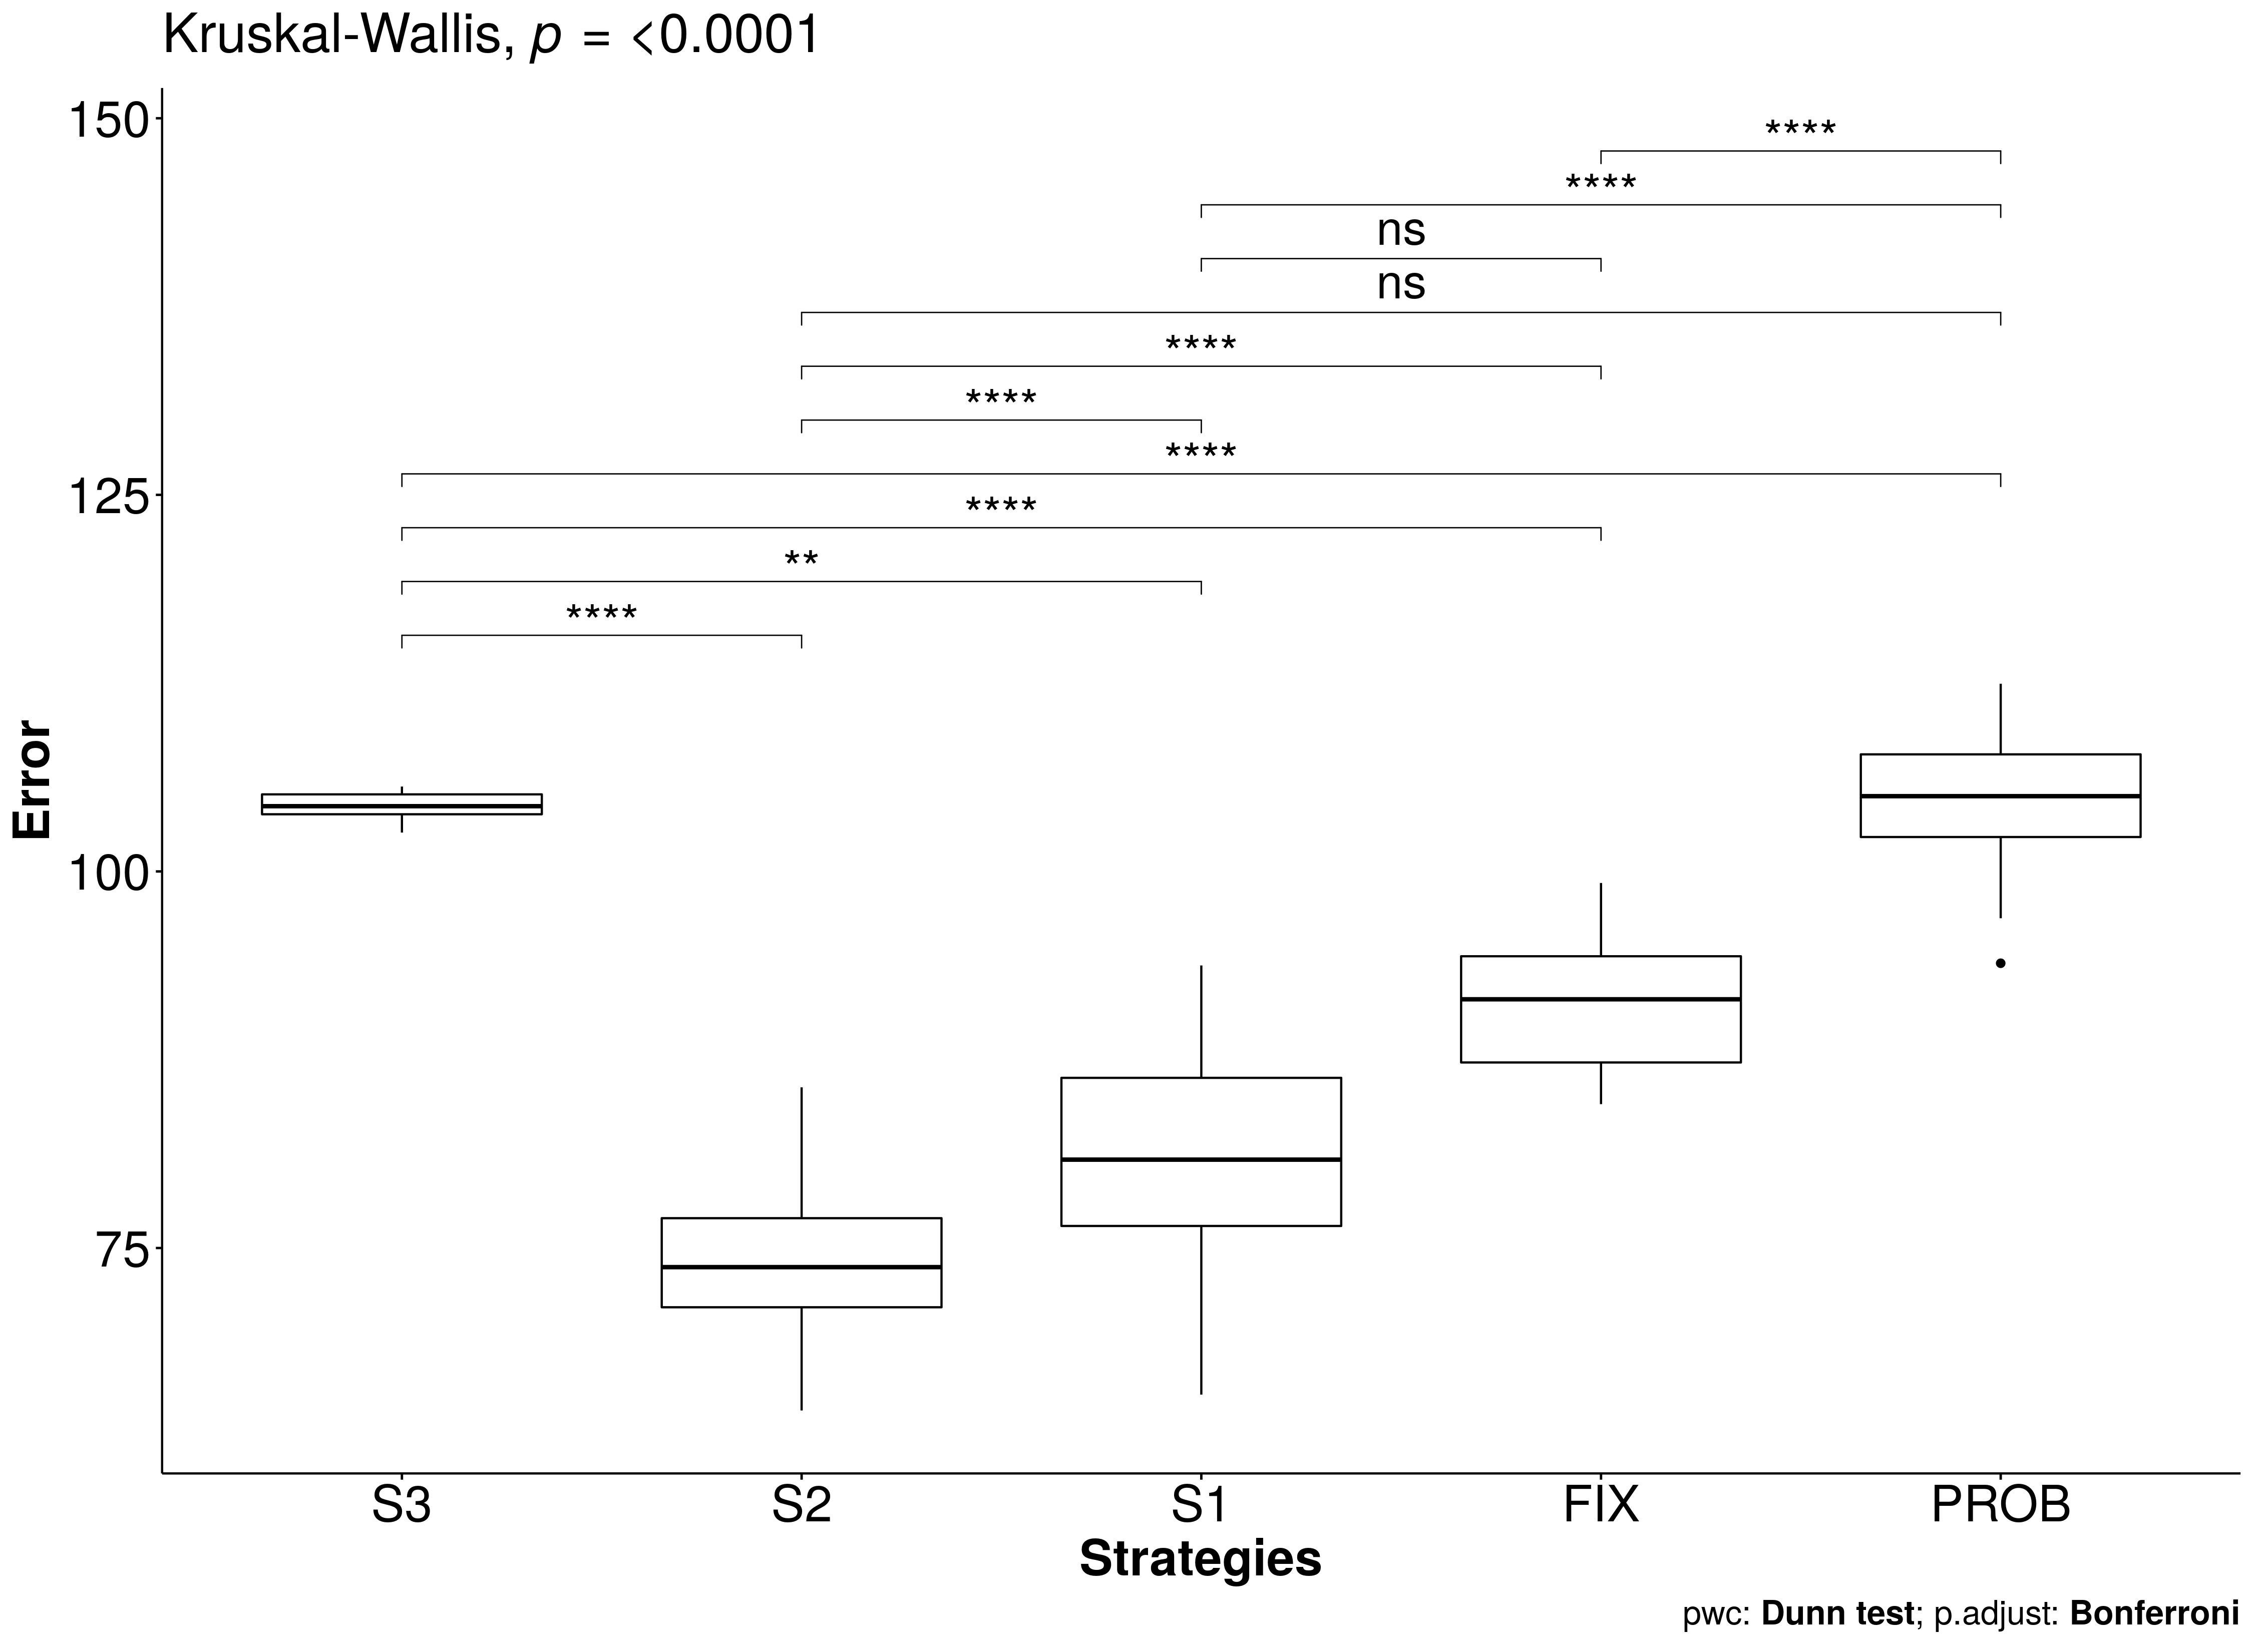 Kruskal-Wallis, p = <0.0001
150
****
****
ns
ns
****
****
****
125
****
**
****
Error
100
75
S3 S2 S1 FIX PROB
Strategies
pwc: Dunn test; p.adjust: Bonferroni